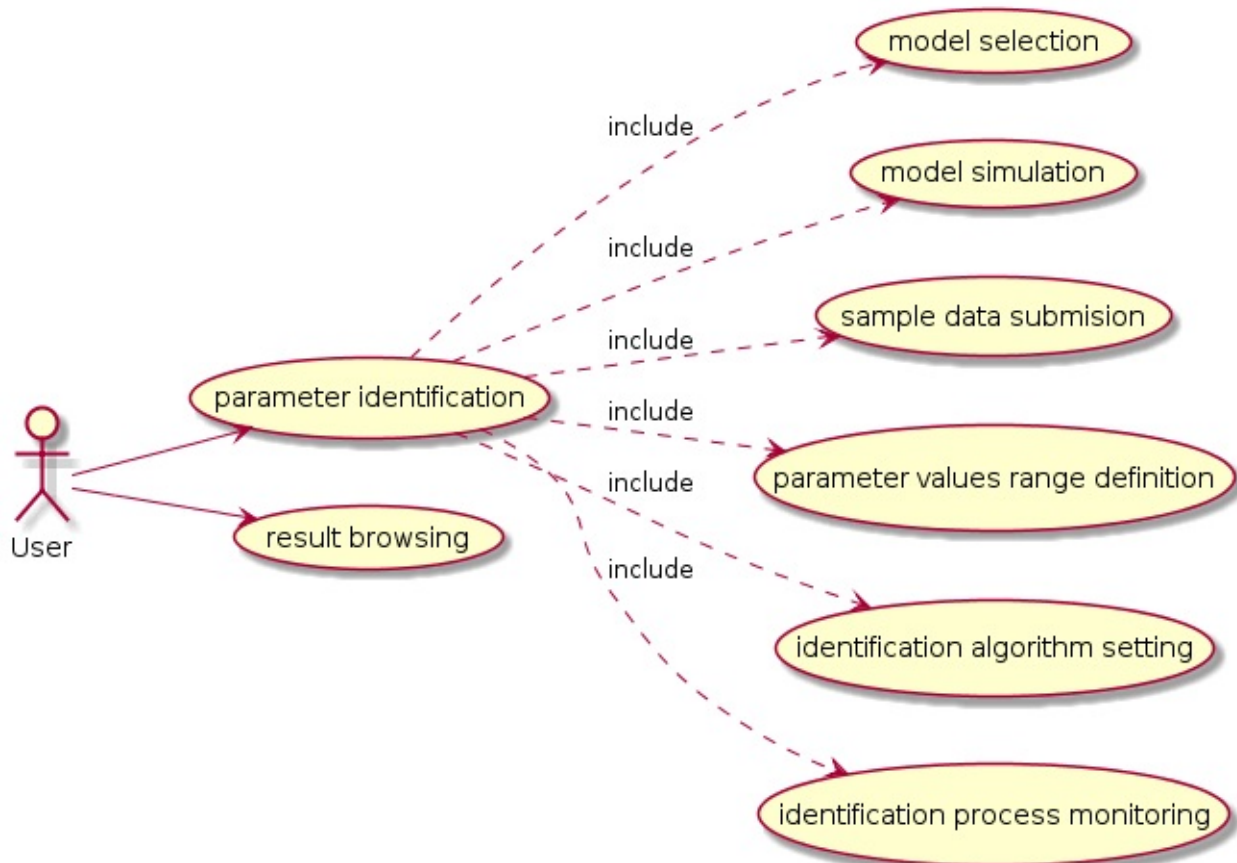 model selection
include
model simulation
include
sample data submision
include
parameter identification
include
parameter values range definition
include
result browsing
User
include
identification algorithm setting
identification process monitoring